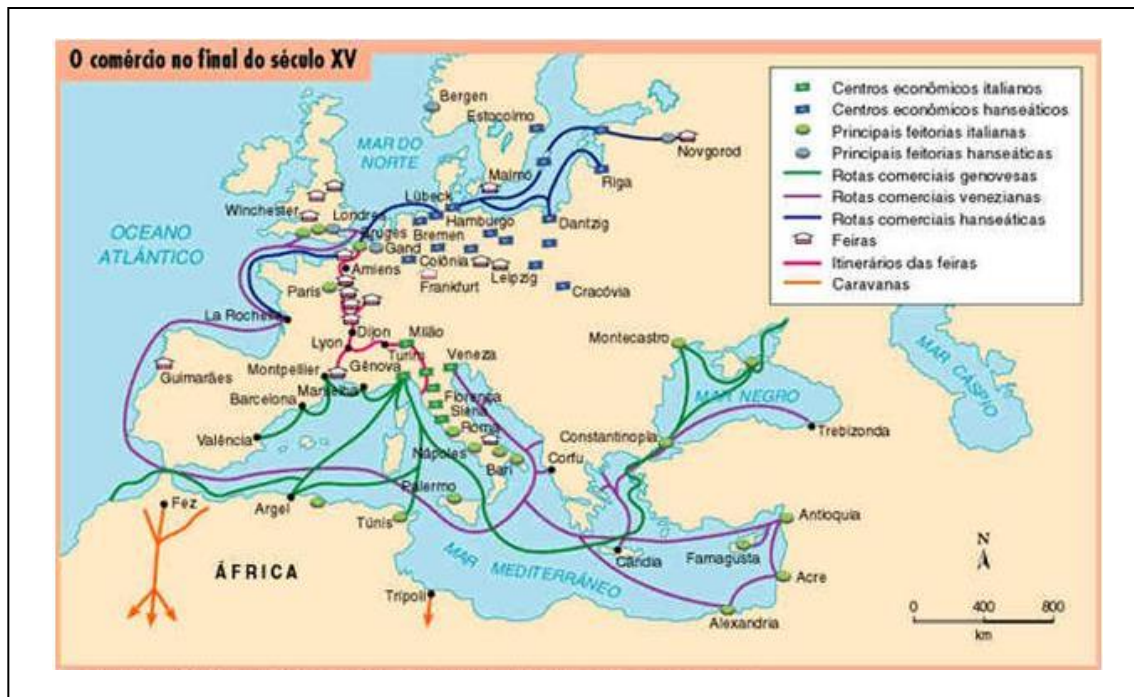 O comércio no final do século XV
Centros econômicos italianos
Centros econômicos hanseáticos
Principais feitorias italianas
Principais feitorias hanseáticas
Rotas comerciais genovesas
Rotas comerciais venezianas
Rotas comerciais hanseáticas
Feiras
Itinerários das feiras
Caravanas
Bergen
Estocolmo
MAR DO
NORTE
Novgorod
Malmö
Riga
Lübeck
Winchester
Londres
Hamburgo
Dantzig
OCEANO
ATLÂNTICO
Bruges
Bremen
Gand
Colônia
Leipzig
Amiens
Frankfurt
Cracóvia
Paris
La Rochelle
Dijon
Milão
Montecastro
Lyon
Turim
Veneza
MAR
CÁSPIO
Guimarães
Montpellier
Gênova
Marselha
Florença
MAR NEGRO
Barcelona
Siena
Roma
Constantinopla
Trebizonda
Valência
Nápoles
Bari
Corfu
Palermo
Fez
Argel
Túnis
Antioquia
N
Cândia
Famagusta
ÁFRICA
MAR MEDITERRÂNEO
Acre
Trípoli
Alexandria
0 400 800
km